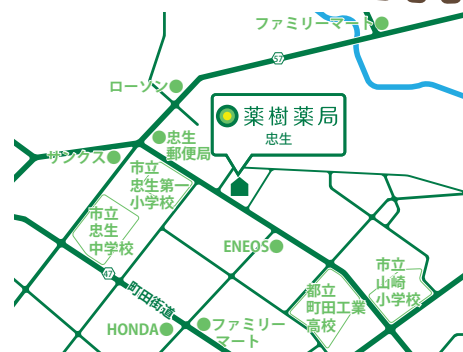 ファミリーマート
57
ローソン
薬樹薬局
忠生
忠生
郵便局
サンクス
市立
忠生第一
小学校
市立
忠生
中学校
ENEOS
市立
山崎
小学校
47
町田街道
都立
町田工業
高校
HONDA
ファミリー
マート